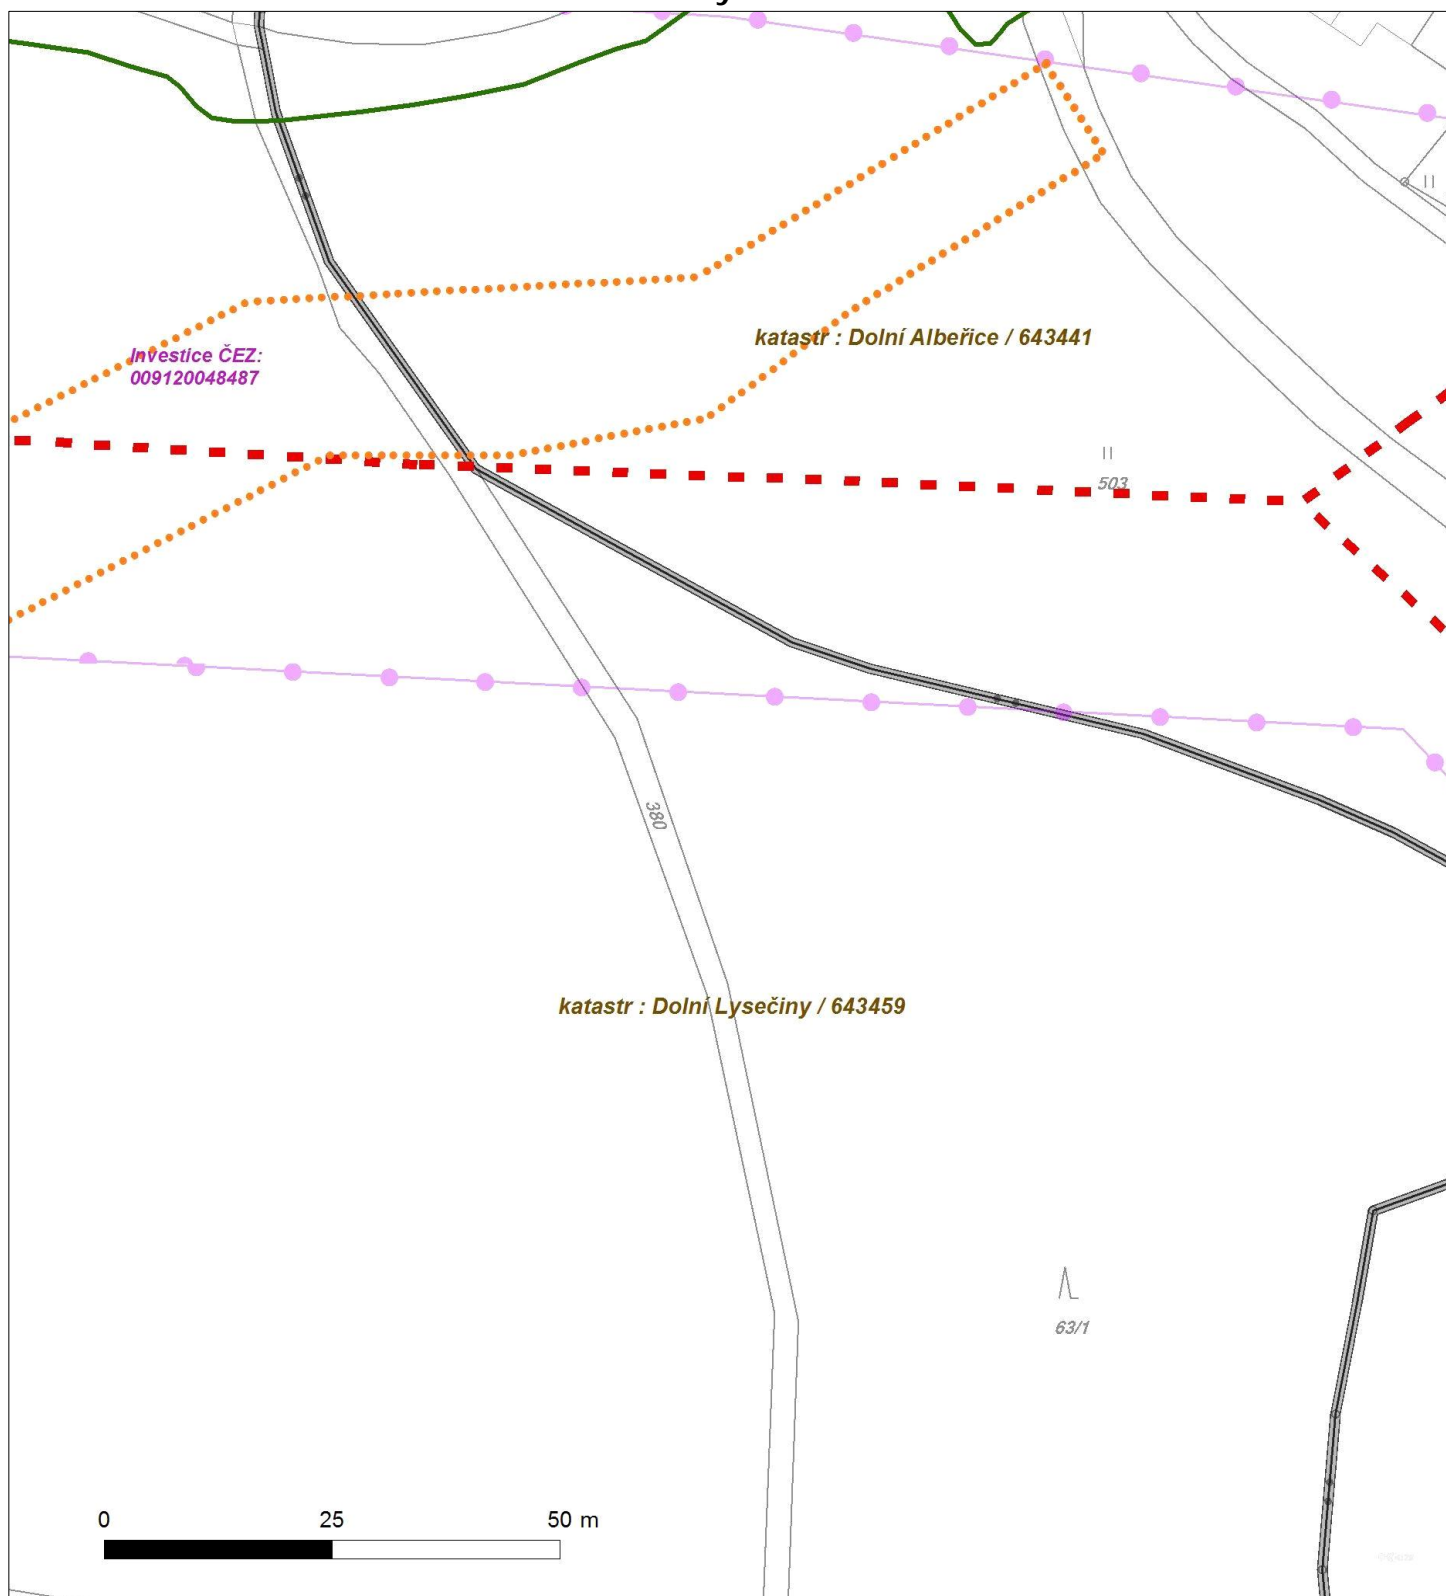 katastr : Dolní Albeřice / 643441
Investice ČEZ:
009120048487
503
380
katastr : Dolní Lysečiny / 643459
63/1
0 25 50 m